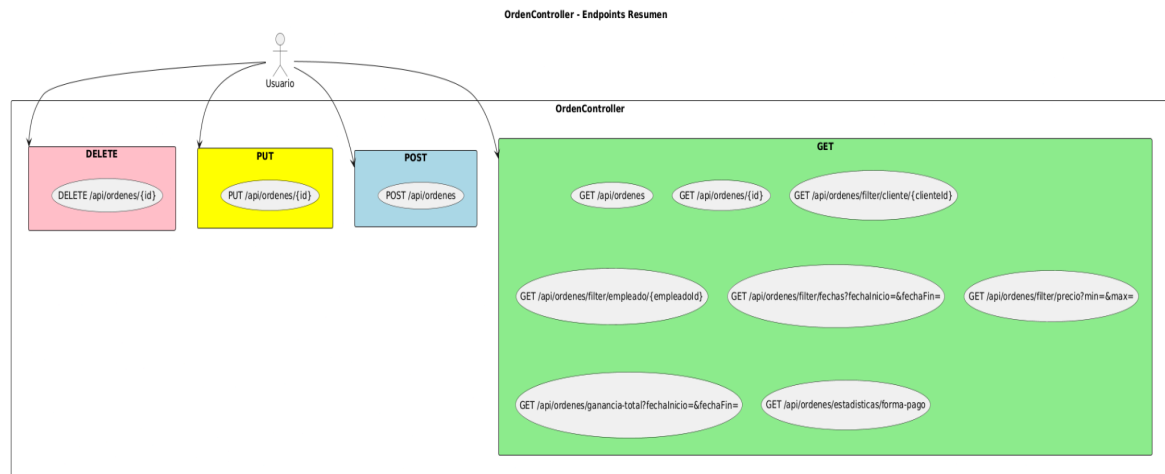 OrdenController - Endpoints Resumen
Usuario
OrdenController
DELETE
DELETE /api/ordenes/{id}
PUT
PUT /api/ordenes/{id}
POST
POST /api/ordenes
GET
GET /api/ordenes
GET /api/ordenes/{id}
GET /api/ordenes/filter/cliente/{clienteId}
GET /api/ordenes/filter/empleado/{empleadoId}
GET /api/ordenes/filter/fechas?fechaInicio=&fechaFin=
GET /api/ordenes/filter/precio?min=&max=
GET /api/ordenes/ganancia-total?fechaInicio=&fechaFin=
GET /api/ordenes/estadisticas/forma-pago